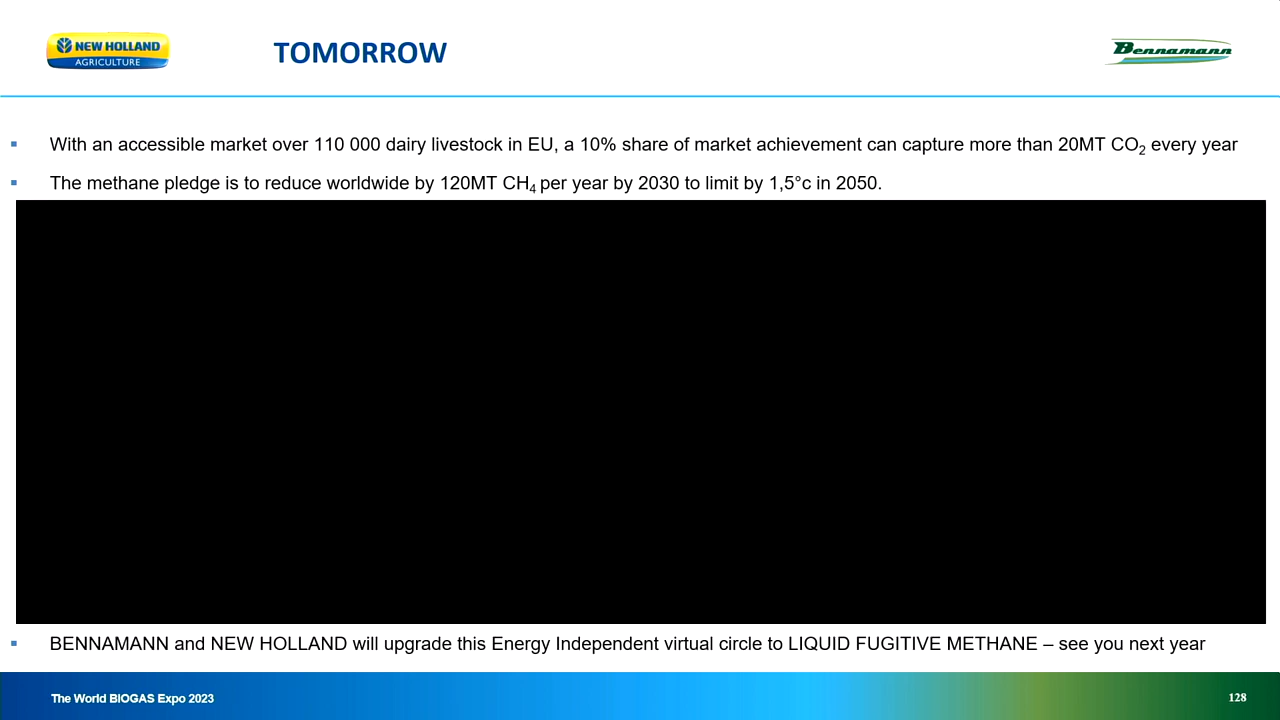 NEW HOLLAND
AGRICULTURE
TOMORROW
Bennamann
▪ With an accessible market over 110 000 dairy livestock in EU, a 10% share of market achievement can capture more than 20MT CO₂ every year
▪ The methane pledge is to reduce worldwide by 120MT CH₄ per year by 2030 to limit by 1,5°c in 2050.
▪ BENNAMANN and NEW HOLLAND will upgrade this Energy Independent virtual circle to LIQUID FUGITIVE METHANE – see you next year
The World BIOGAS Expo 2023
128